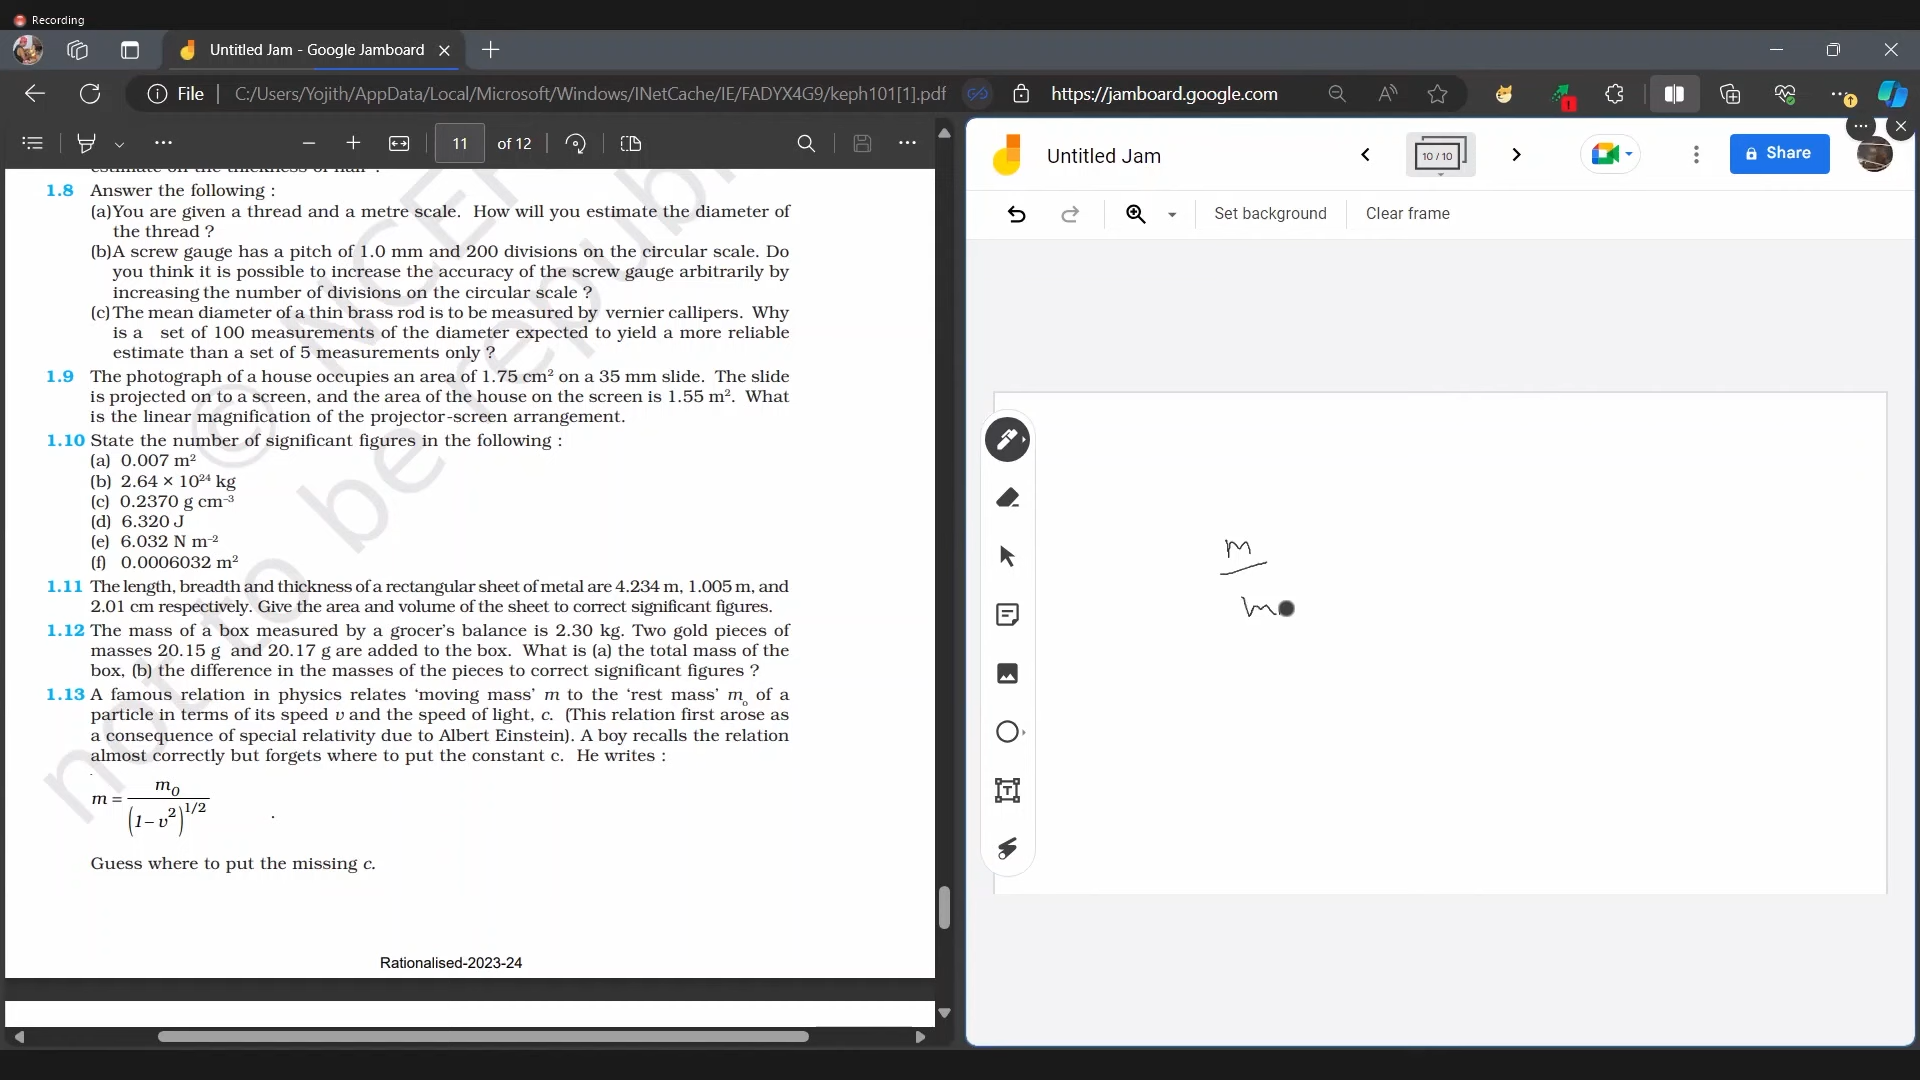 Recording
Untitled Jam - Google Jamboard
File C:/Users/Yojith/AppData/Local/Microsoft/Windows/INetCache/IE/FADYX4G9/keph101[1].pdf
https://jamboard.google.com
11 of 12
1.8 Answer the following :
(a)You are given a thread and a metre scale. How will you estimate the diameter of
the thread ?
(b)A screw gauge has a pitch of 1.0 mm and 200 divisions on the circular scale. Do
you think it is possible to increase the accuracy of the screw gauge arbitrarily by
increasing the number of divisions on the circular scale ?
(c)The mean diameter of a thin brass rod is to be measured by vernier callipers. Why
is a set of 100 measurements of the diameter expected to yield a more reliable
estimate than a set of 5 measurements only ?
1.9 The photograph of a house occupies an area of 1.75 cm² on a 35 mm slide. The slide
is projected on to a screen, and the area of the house on the screen is 1.55 m². What
is the linear magnification of the projector-screen arrangement.
1.10 State the number of significant figures in the following :
(a) 0.007 m²
(b) 2.64 × 10²⁴ kg
(c) 0.2370 g cm⁻³
(d) 6.320 J
(e) 6.032 N m⁻²
(f) 0.0006032 m²
1.11 The length, breadth and thickness of a rectangular sheet of metal are 4.234 m, 1.005 m, and
2.01 cm respectively. Give the area and volume of the sheet to correct significant figures.
1.12 The mass of a box measured by a grocer's balance is 2.30 kg. Two gold pieces of
masses 20.15 g and 20.17 g are added to the box. What is (a) the total mass of the
box, (b) the difference in the masses of the pieces to correct significant figures ?
1.13 A famous relation in physics relates 'moving mass' m to the 'rest mass' mₒ of a
particle in terms of its speed v and the speed of light, c. (This relation first arose as
a consequence of special relativity due to Albert Einstein). A boy recalls the relation
almost correctly but forgets where to put the constant c. He writes :
m = m₀ / (1– v²)^1/2
Guess where to put the missing c.
Rationalised-2023-24
Untitled Jam
10 / 10
Share
Set background
Clear frame
m
m